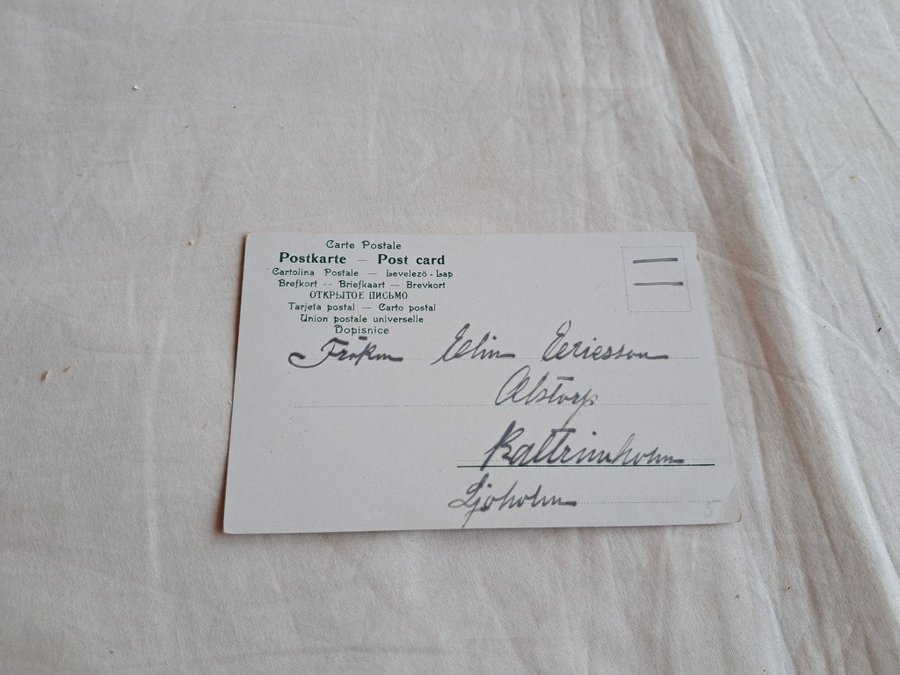 Carte Postale
Postkarte — Post card
Cartolina Postale — Levelező-Lap
Brefkort -- Briefkaart — Brevkort
ОТКРЫТОЕ ПИСЬМО
Tarjeta postal — Carto postal
Union postale universelle
Dopisnice
Fröken Elin Ericsson
Alstorp
Kattrinholm
Sjöholm